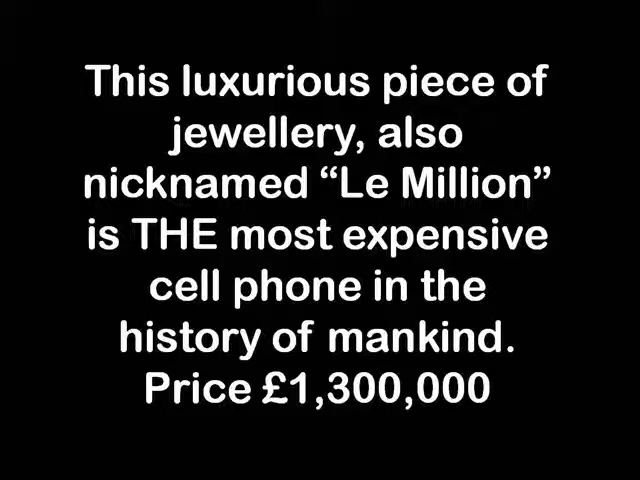 This luxurious piece of
jewellery, also
nicknamed “Le Million”
is THE most expensive
cell phone in the
history of mankind.
Price £1,300,000